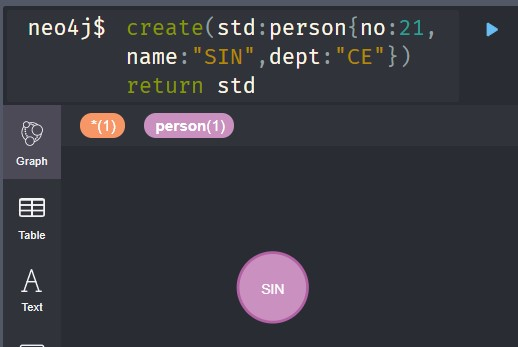 neo4j$ create(std:person{no:21,
name:"SIN",dept:"CE"})
return std
*(1) person(1)
Graph
Table
A
Text
SIN